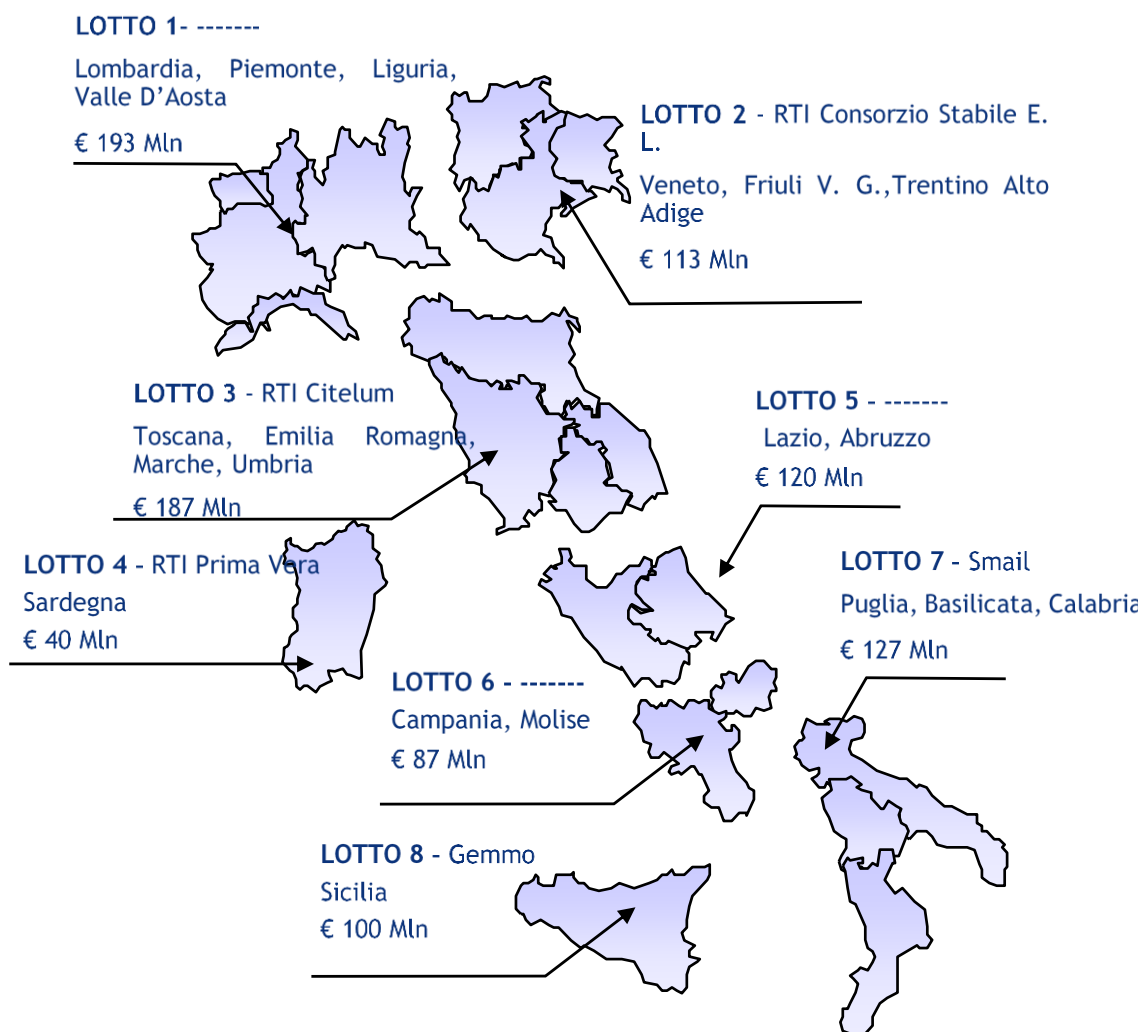 LOTTO 1- -------
Lombardia, Piemonte, Liguria,
Valle D’Aosta
€ 193 Mln
LOTTO 2 - RTI Consorzio Stabile E.
L.
Veneto, Friuli V. G.,Trentino Alto
Adige
€ 113 Mln
LOTTO 3 - RTI Citelum
Toscana, Emilia Romagna,
Marche, Umbria
€ 187 Mln
LOTTO 5 - -------
Lazio, Abruzzo
€ 120 Mln
LOTTO 4 - RTI Prima Vera
Sardegna
€ 40 Mln
LOTTO 7 - Smail
Puglia, Basilicata, Calabria
€ 127 Mln
LOTTO 6 - -------
Campania, Molise
€ 87 Mln
LOTTO 8 - Gemmo
Sicilia
€ 100 Mln